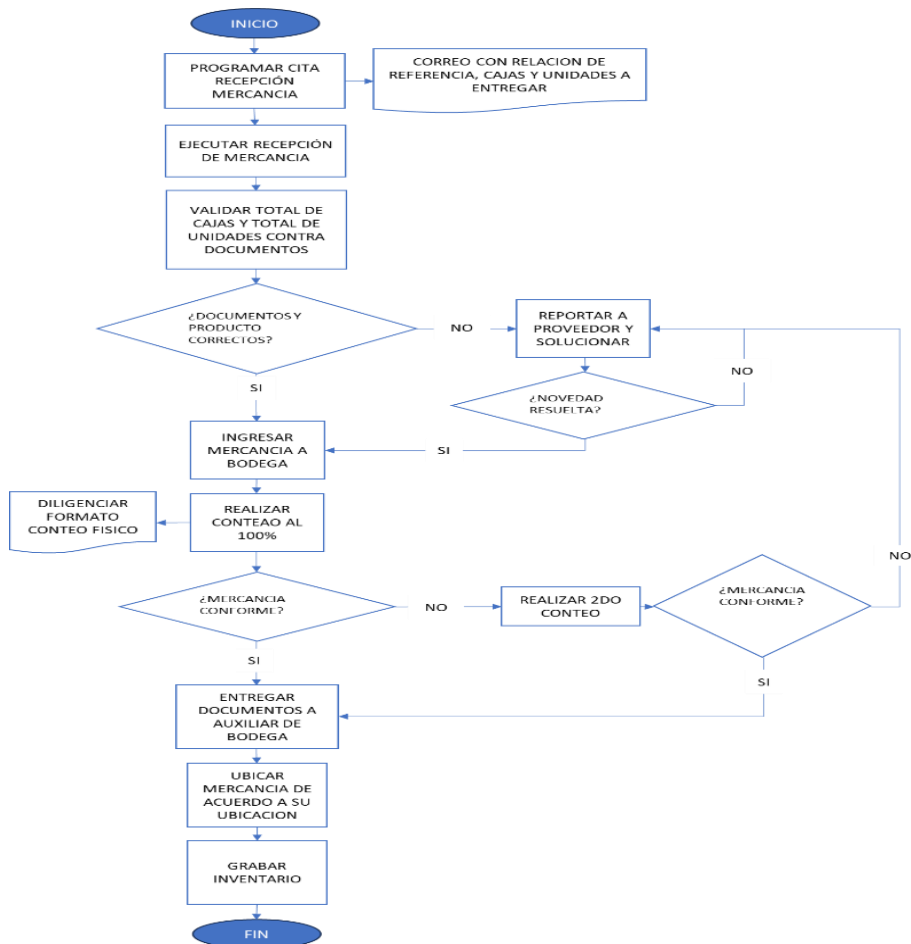 INICIO
PROGRAMAR CITA
RECEPCIÓN
MERCANCIA
CORREO CON RELACION DE
REFERENCIA, CAJAS Y UNIDADES A
ENTREGAR
EJECUTAR RECEPCIÓN
DE MERCANCIA
VALIDAR TOTAL DE
CAJAS Y TOTAL DE
UNIDADES CONTRA
DOCUMENTOS
¿DOCUMENTOS Y
PRODUCTO
CORRECTOS?
NO
REPORTAR A
PROVEEDOR Y
SOLUCIONAR
NO
SI
¿NOVEDAD
RESUELTA?
INGRESAR
MERCANCIA A
BODEGA
SI
DILIGENCIAR
FORMATO
CONTEO FISICO
REALIZAR
CONTEAO AL
100%
NO
¿MERCANCIA
CONFORME?
NO
REALIZAR 2DO
CONTEO
¿MERCANCIA
CONFORME?
SI
SI
ENTREGAR
DOCUMENTOS A
AUXILIAR DE
BODEGA
UBICAR
MERCANCIA DE
ACUERDO A SU
UBICACION
GRABAR
INVENTARIO
FIN